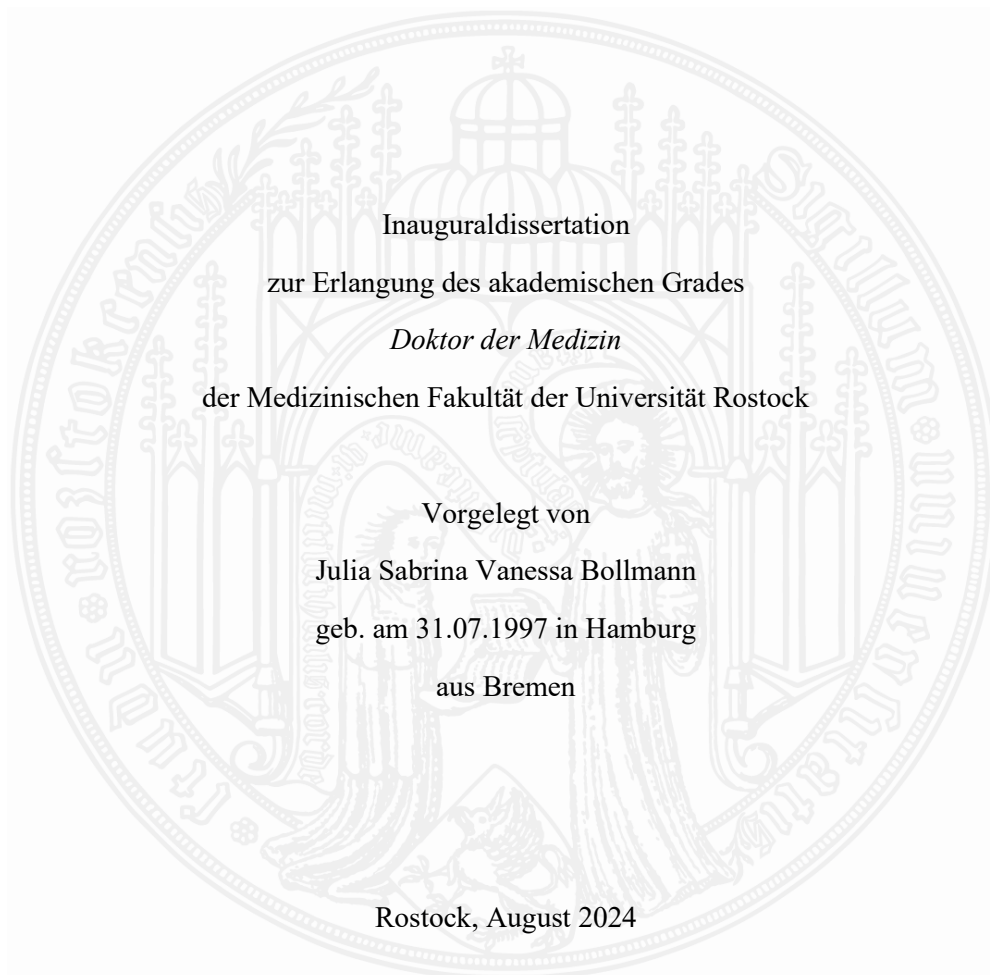 Inauguraldissertation
zur Erlangung des akademischen Grades
Doktor der Medizin
der Medizinischen Fakultät der Universität Rostock
Vorgelegt von
Julia Sabrina Vanessa Bollmann
geb. am 31.07.1997 in Hamburg
aus Bremen
Rostock, August 2024